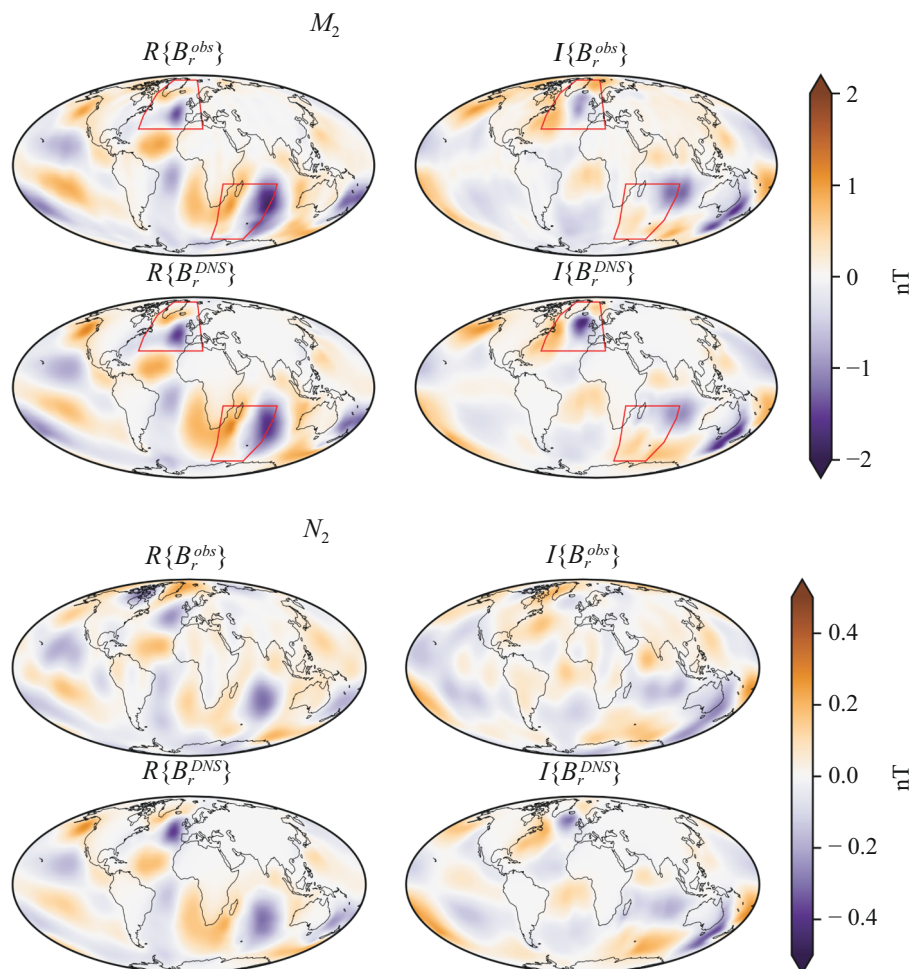 M₂
R{B_r^{obs}} I{B_r^{obs}}
2
1
0
−1
−2
nT
R{B_r^{DNS}} I{B_r^{DNS}}
N₂
R{B_r^{obs}} I{B_r^{obs}}
0.4
0.2
0.0
−0.2
−0.4
nT
R{B_r^{DNS}} I{B_r^{DNS}}